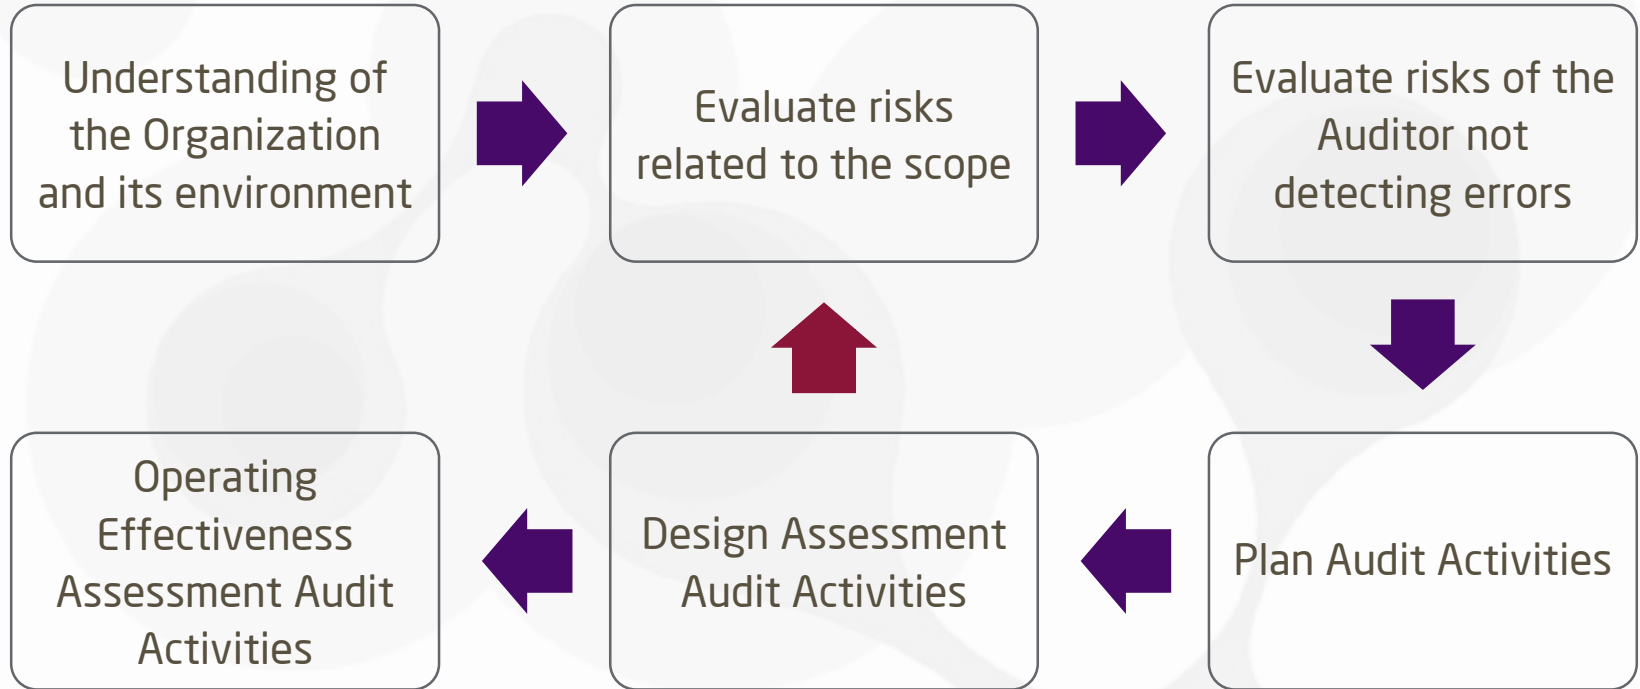 Understanding of
the Organization
and its environment
Evaluate risks
related to the scope
Evaluate risks of the
Auditor not
detecting errors
Operating
Effectiveness
Assessment Audit
Activities
Design Assessment
Audit Activities
Plan Audit Activities